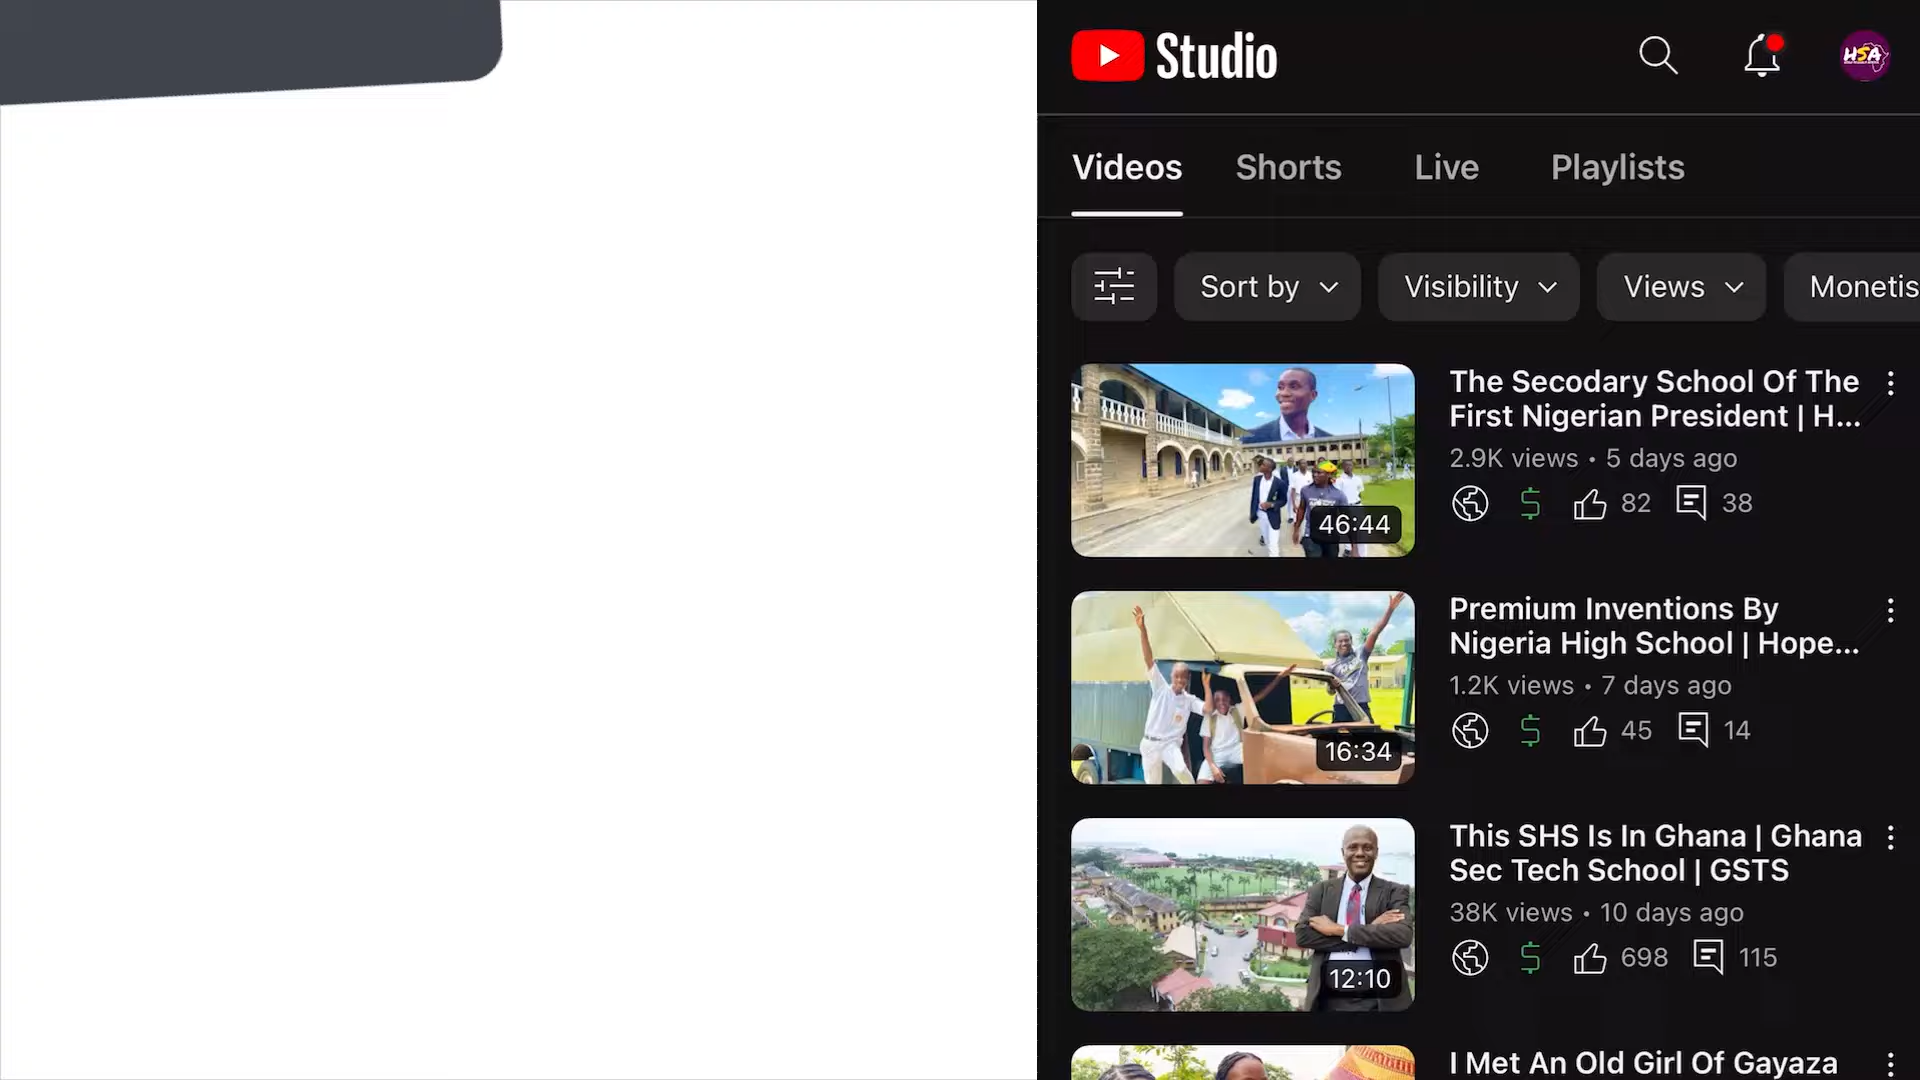 Studio
HSA
Videos Shorts Live Playlists
Sort by Visibility Views Monetis
The Secodary School Of The
First Nigerian President | H...
2.9K views • 5 days ago
82 38
46:44
Premium Inventions By
Nigeria High School | Hope...
1.2K views • 7 days ago
45 14
16:34
This SHS Is In Ghana | Ghana
Sec Tech School | GSTS
38K views • 10 days ago
698 115
12:10
I Met An Old Girl Of Gayaza